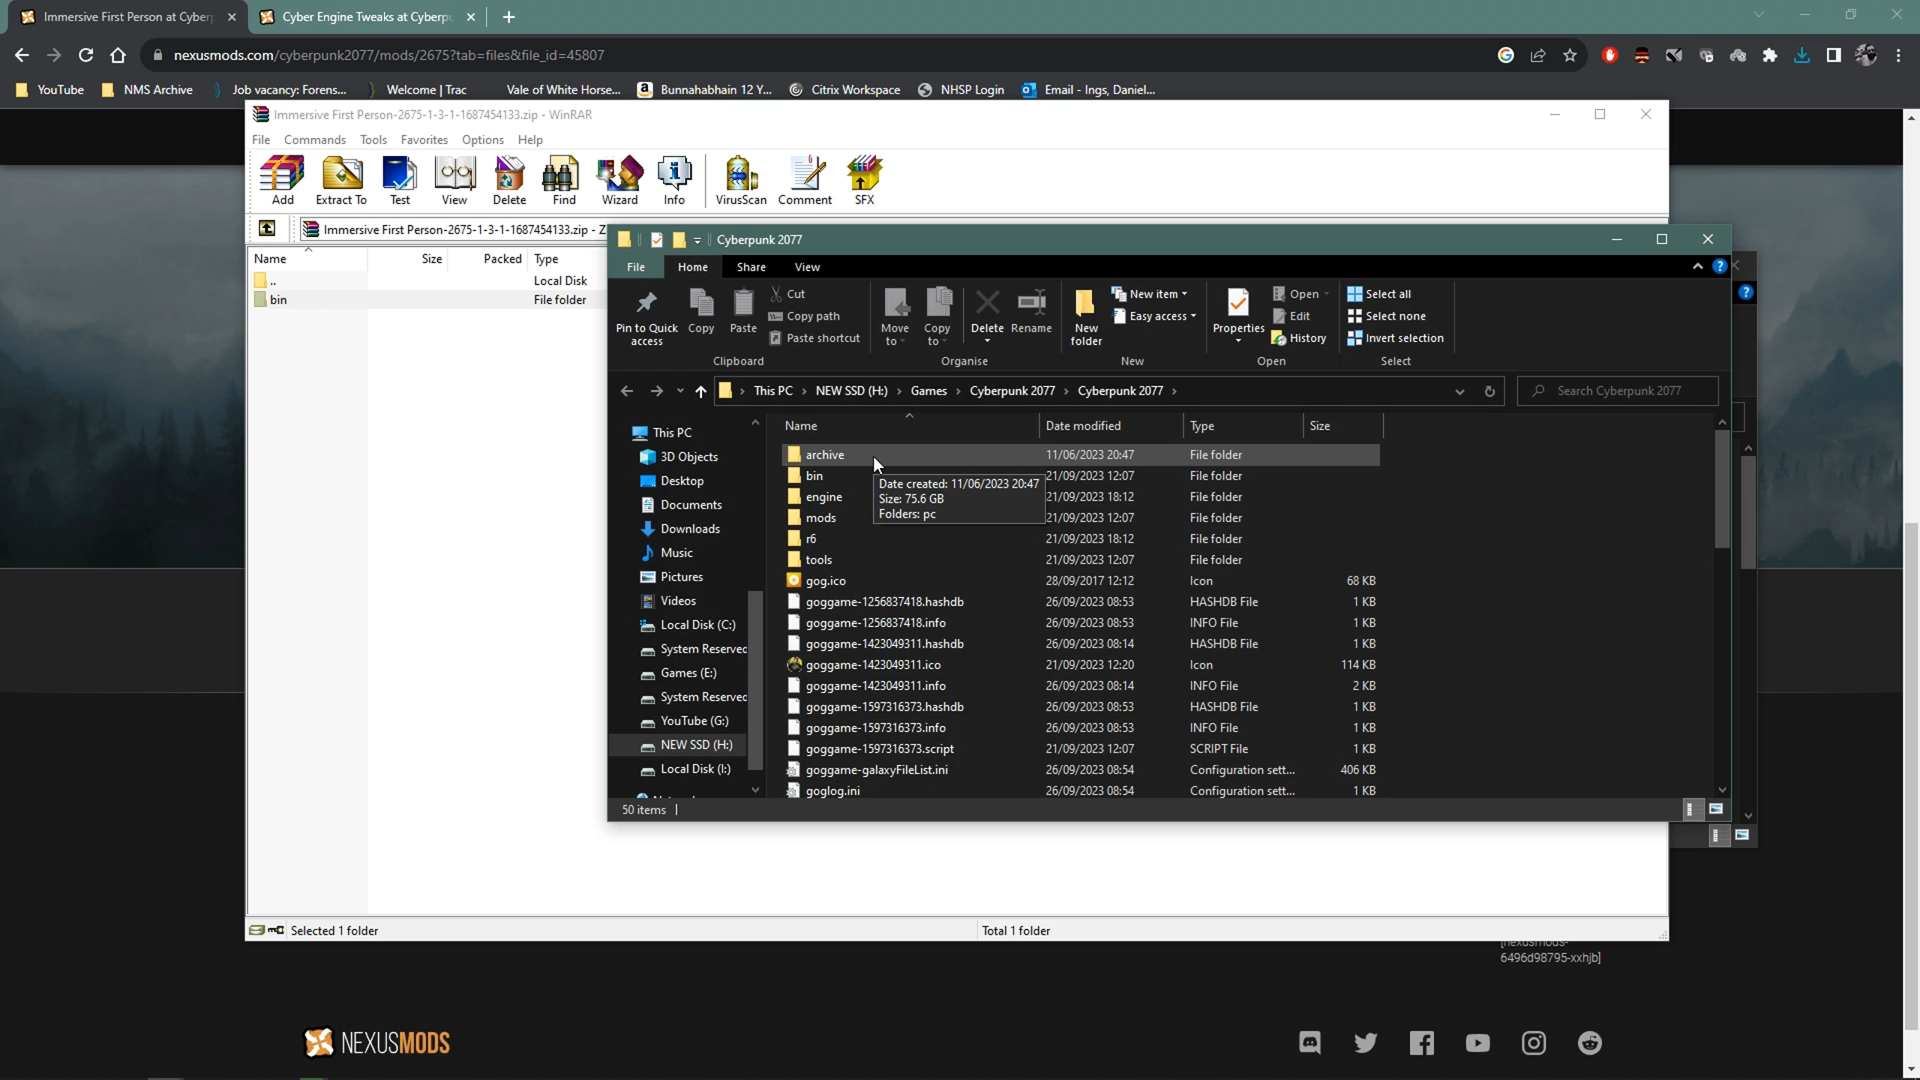 Immersive First Person at Cyberp
Cyber Engine Tweaks at Cyberpu
nexusmods.com/cyberpunk2077/mods/2675?tab=files&file_id=45807
YouTube
NMS Archive
Job vacancy: Forens...
Welcome | Trac
Vale of White Horse...
Bunnahabhain 12 Y...
Citrix Workspace
NHSP Login
Email - Ings, Daniel...
Immersive First Person-2675-1-3-1-1687454133.zip - WinRAR
File Commands Tools Favorites Options Help
Add
Extract To
Test
View
Delete
Find
Wizard
Info
VirusScan
Comment
SFX
Immersive First Person-2675-1-3-1-1687454133.zip - Z
Name Size Packed Type
.. Local Disk
bin File folder
Cyberpunk 2077
File Home Share View
Pin to Quick access
Copy
Paste
Cut
Copy path
Paste shortcut
Clipboard
Move to
Copy to
Delete
Rename
Organise
New folder
New item
Easy access
New
Properties
Open
Edit
History
Open
Select all
Select none
Invert selection
Select
This PC > NEW SSD (H:) > Games > Cyberpunk 2077 > Cyberpunk 2077 >
Search Cyberpunk 2077
This PC
3D Objects
Desktop
Documents
Downloads
Music
Pictures
Videos
Local Disk (C:)
System Reserved
Games (E:)
System Reserved
YouTube (G:)
NEW SSD (H:)
Local Disk (I:)
Name Date modified Type Size
archive 11/06/2023 20:47 File folder
bin 21/09/2023 12:07 File folder
engine 21/09/2023 18:12 File folder
mods 21/09/2023 12:07 File folder
r6 21/09/2023 18:12 File folder
tools 21/09/2023 12:07 File folder
gog.ico 28/09/2017 12:12 Icon 68 KB
goggame-1256837418.hashdb 26/09/2023 08:53 HASHDB File 1 KB
goggame-1256837418.info 26/09/2023 08:53 INFO File 1 KB
goggame-1423049311.hashdb 26/09/2023 08:14 HASHDB File 1 KB
goggame-1423049311.ico 21/09/2023 12:20 Icon 114 KB
goggame-1423049311.info 26/09/2023 08:14 INFO File 2 KB
goggame-1597316373.hashdb 26/09/2023 08:53 HASHDB File 1 KB
goggame-1597316373.info 26/09/2023 08:53 INFO File 1 KB
goggame-1597316373.script 21/09/2023 12:07 SCRIPT File 1 KB
goggame-galaxyFileList.ini 26/09/2023 08:54 Configuration sett... 406 KB
goglog.ini 26/09/2023 08:54 Configuration sett... 1 KB
Date created: 11/06/2023 20:47
Size: 75.6 GB
Folders: pc
50 items
Selected 1 folder
Total 1 folder
[nexusmods-
6496d98795-xxhjb]
NEXUSMODS